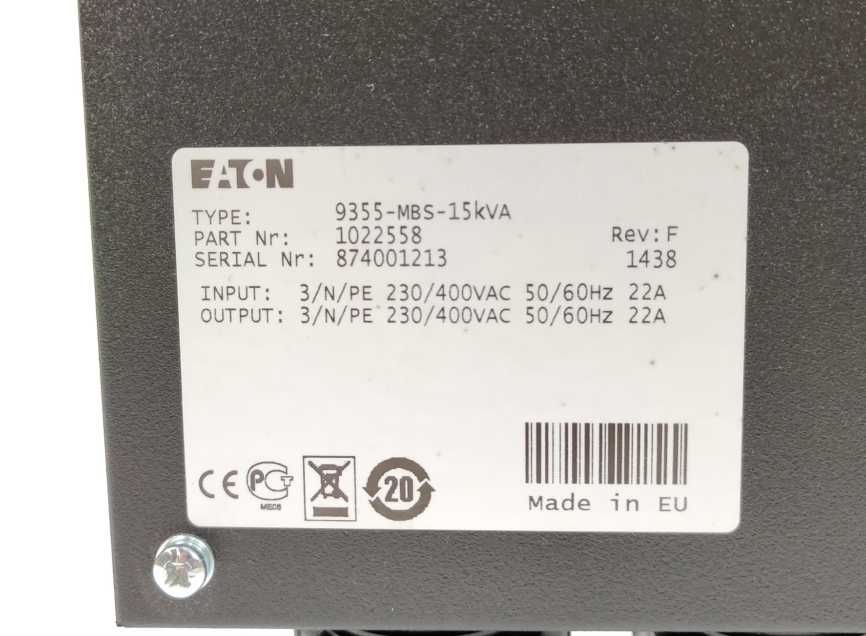 EATON
TYPE: 9355-MBS-15kVA
PART Nr: 1022558 Rev:F
SERIAL Nr: 874001213 1438
INPUT: 3/N/PE 230/400VAC 50/60Hz 22A
OUTPUT: 3/N/PE 230/400VAC 50/60Hz 22A
CE PCT 20
Made in EU